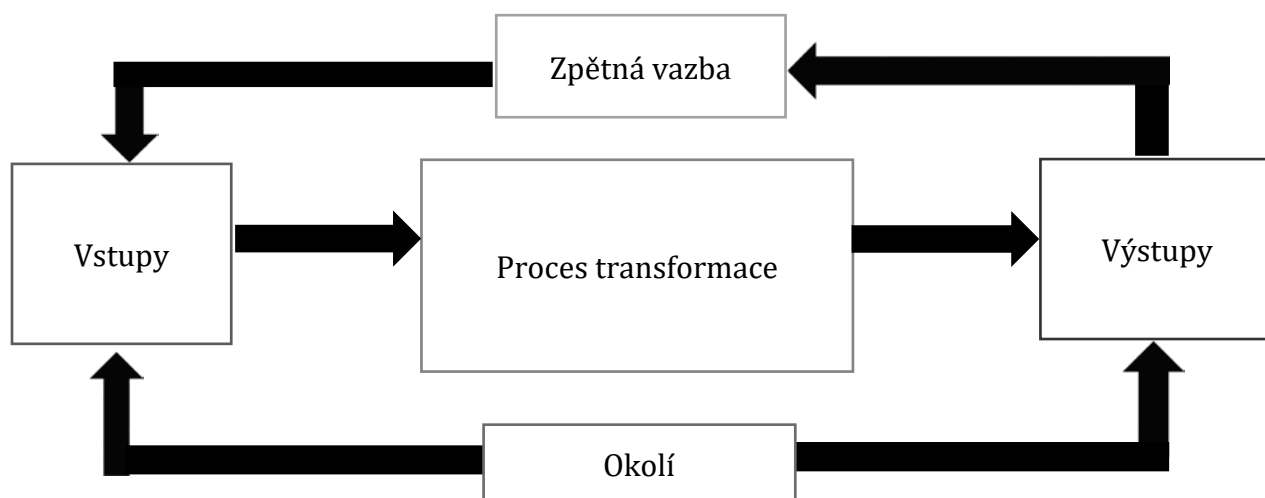 Zpětná vazba
Vstupy
Proces transformace
Výstupy
Okolí